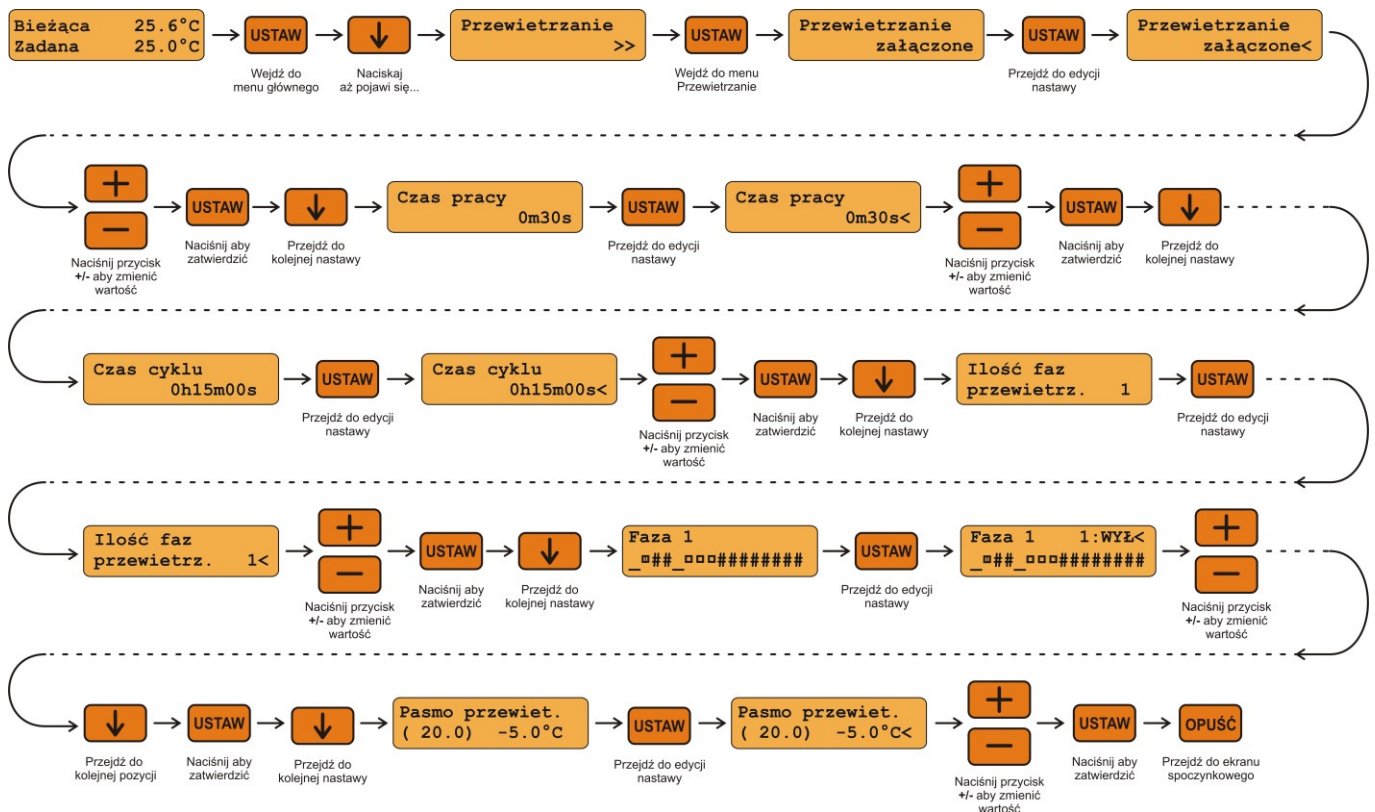 Bieżąca 25.6°C
Zadana 25.0°C
USTAW
Wejdź do
menu głównego
Naciskaj
aż pojawi się...
Przewietrzanie
>>
USTAW
Wejdź do menu
Przewietrzanie
Przewietrzanie
załączone
USTAW
Przejdź do edycji
nastawy
Przewietrzanie
załączone<
+
−
Naciśnij przycisk
+/- aby zmienić
wartość
USTAW
Naciśnij aby
zatwierdzić
Przejdź do
kolejnej nastawy
Czas pracy
0m30s
USTAW
Przejdź do edycji
nastawy
Czas pracy
0m30s<
+
−
Naciśnij przycisk
+/- aby zmienić
wartość
USTAW
Naciśnij aby
zatwierdzić
Przejdź do
kolejnej nastawy
Czas cyklu
0h15m00s
USTAW
Przejdź do edycji
nastawy
Czas cyklu
0h15m00s<
+
−
Naciśnij przycisk
+/- aby zmienić
wartość
USTAW
Naciśnij aby
zatwierdzić
Przejdź do
kolejnej nastawy
Ilość faz
przewietrz. 1
USTAW
Przejdź do edycji
nastawy
Ilość faz
przewietrz. 1<
+
−
Naciśnij przycisk
+/- aby zmienić
wartość
USTAW
Naciśnij aby
zatwierdzić
Przejdź do
kolejnej nastawy
Faza 1
_¤##_¤¤¤########
USTAW
Przejdź do edycji
nastawy
Faza 1 1:WYŁ<
_¤##_¤¤¤########
+
−
Naciśnij przycisk
+/- aby zmienić
wartość
Przejdź do
kolejnej pozycji
USTAW
Naciśnij aby
zatwierdzić
Przejdź do
kolejnej nastawy
Pasmo przewiet.
( 20.0) -5.0°C
USTAW
Przejdź do edycji
nastawy
Pasmo przewiet.
( 20.0) -5.0°C<
+
−
Naciśnij przycisk
+/- aby zmienić
wartość
USTAW
Naciśnij aby
zatwierdzić
OPUŚĆ
Przejdź do ekranu
spoczynkowego